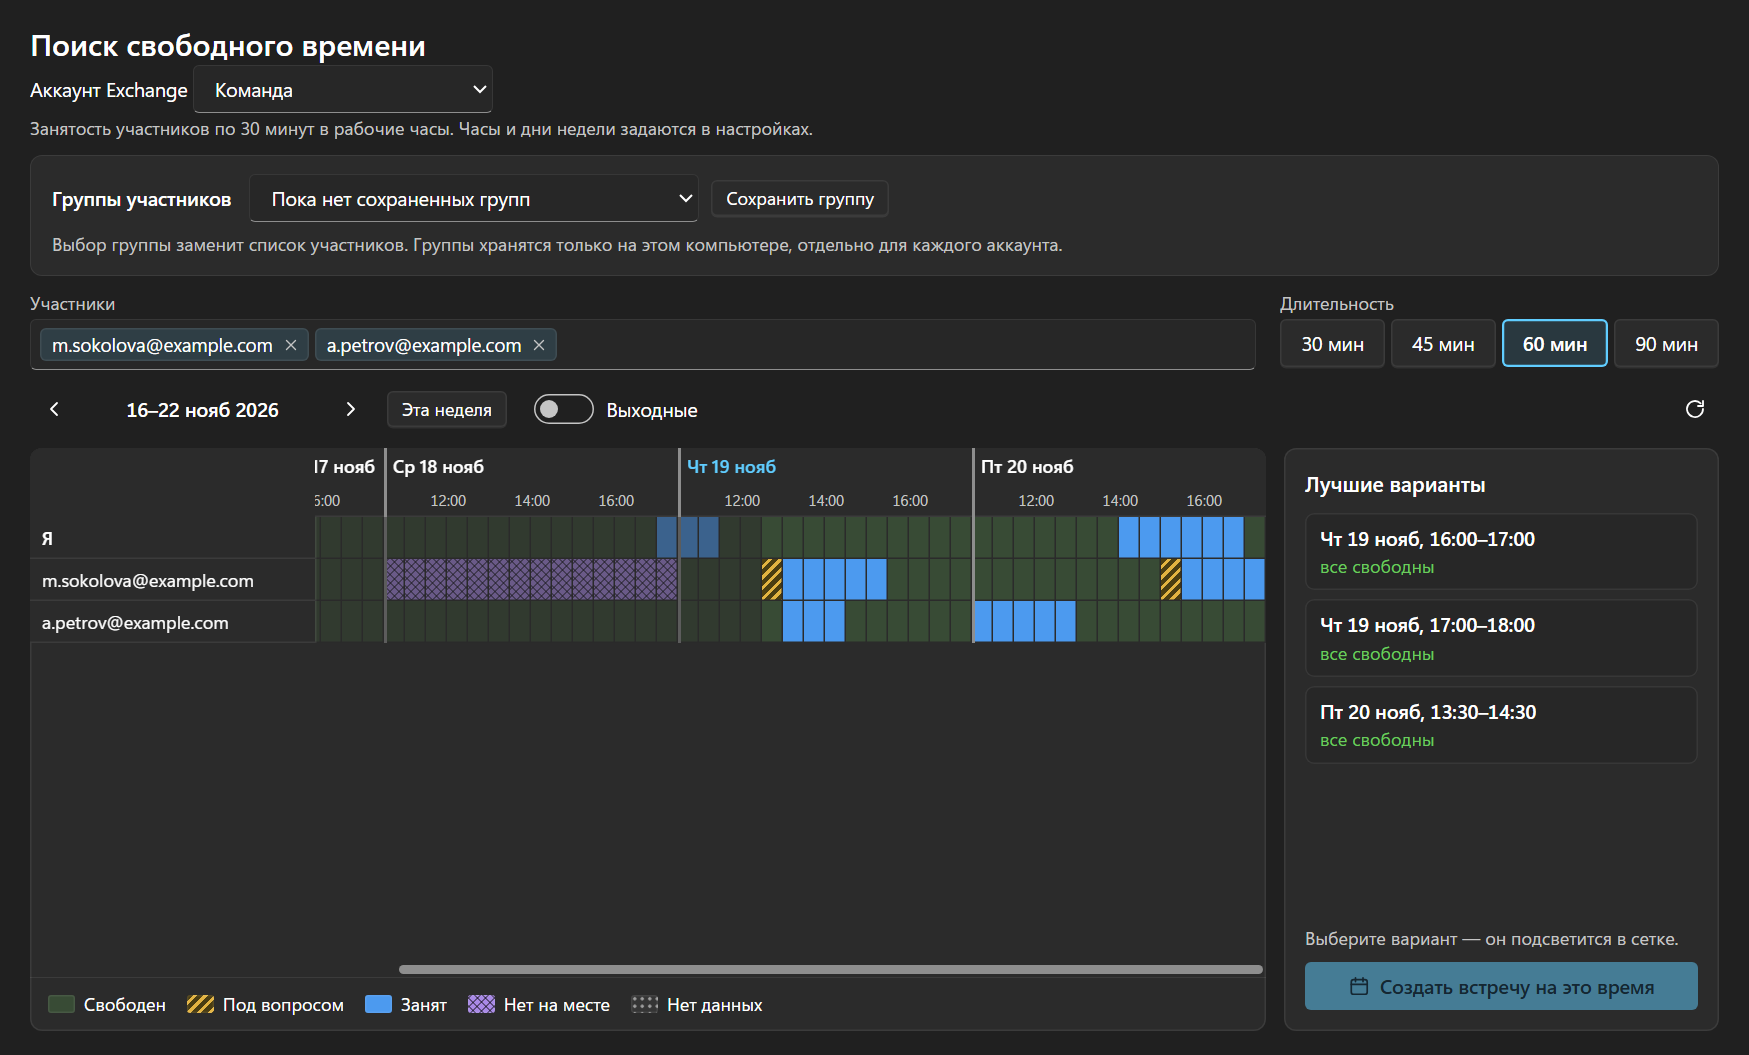 Поиск свободного времени
Аккаунт Exchange Команда
Занятость участников по 30 минут в рабочие часы. Часы и дни недели задаются в настройках.
Группы участников Пока нет сохраненных групп Сохранить группу
Выбор группы заменит список участников. Группы хранятся только на этом компьютере, отдельно для каждого аккаунта.
Участники
m.sokolova@example.com a.petrov@example.com
Длительность
30 мин 45 мин 60 мин 90 мин
16–22 нояб 2026 Эта неделя Выходные
17 нояб Ср 18 нояб Чт 19 нояб Пт 20 нояб
6:00 12:00 14:00 16:00 12:00 14:00 16:00 12:00 14:00 16:00
Я
m.sokolova@example.com
a.petrov@example.com
Свободен Под вопросом Занят Нет на месте Нет данных
Лучшие варианты
Чт 19 нояб, 16:00–17:00
все свободны
Чт 19 нояб, 17:00–18:00
все свободны
Пт 20 нояб, 13:30–14:30
все свободны
Выберите вариант — он подсветится в сетке.
Создать встречу на это время